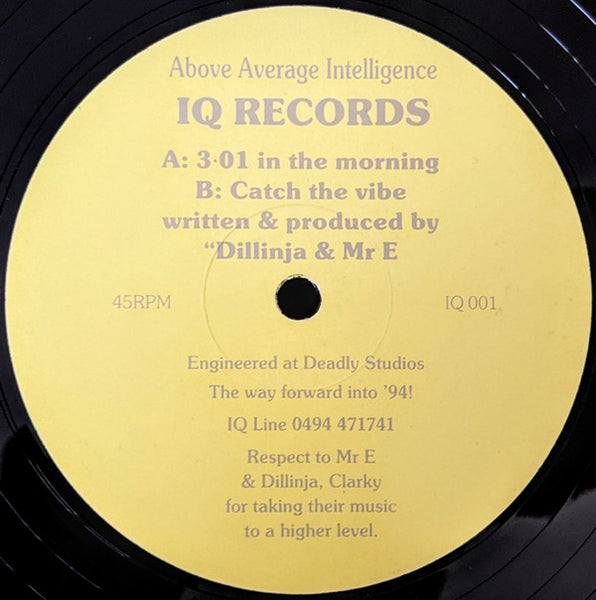 Above Average Intelligence
IQ RECORDS
A: 3·01 in the morning
B: Catch the vibe
written & produced by
“Dillinja & Mr E
45RPM
IQ 001
Engineered at Deadly Studios
The way forward into ’94!
IQ Line 0494 471741
Respect to Mr E
& Dillinja, Clarky
for taking their music
to a higher level.